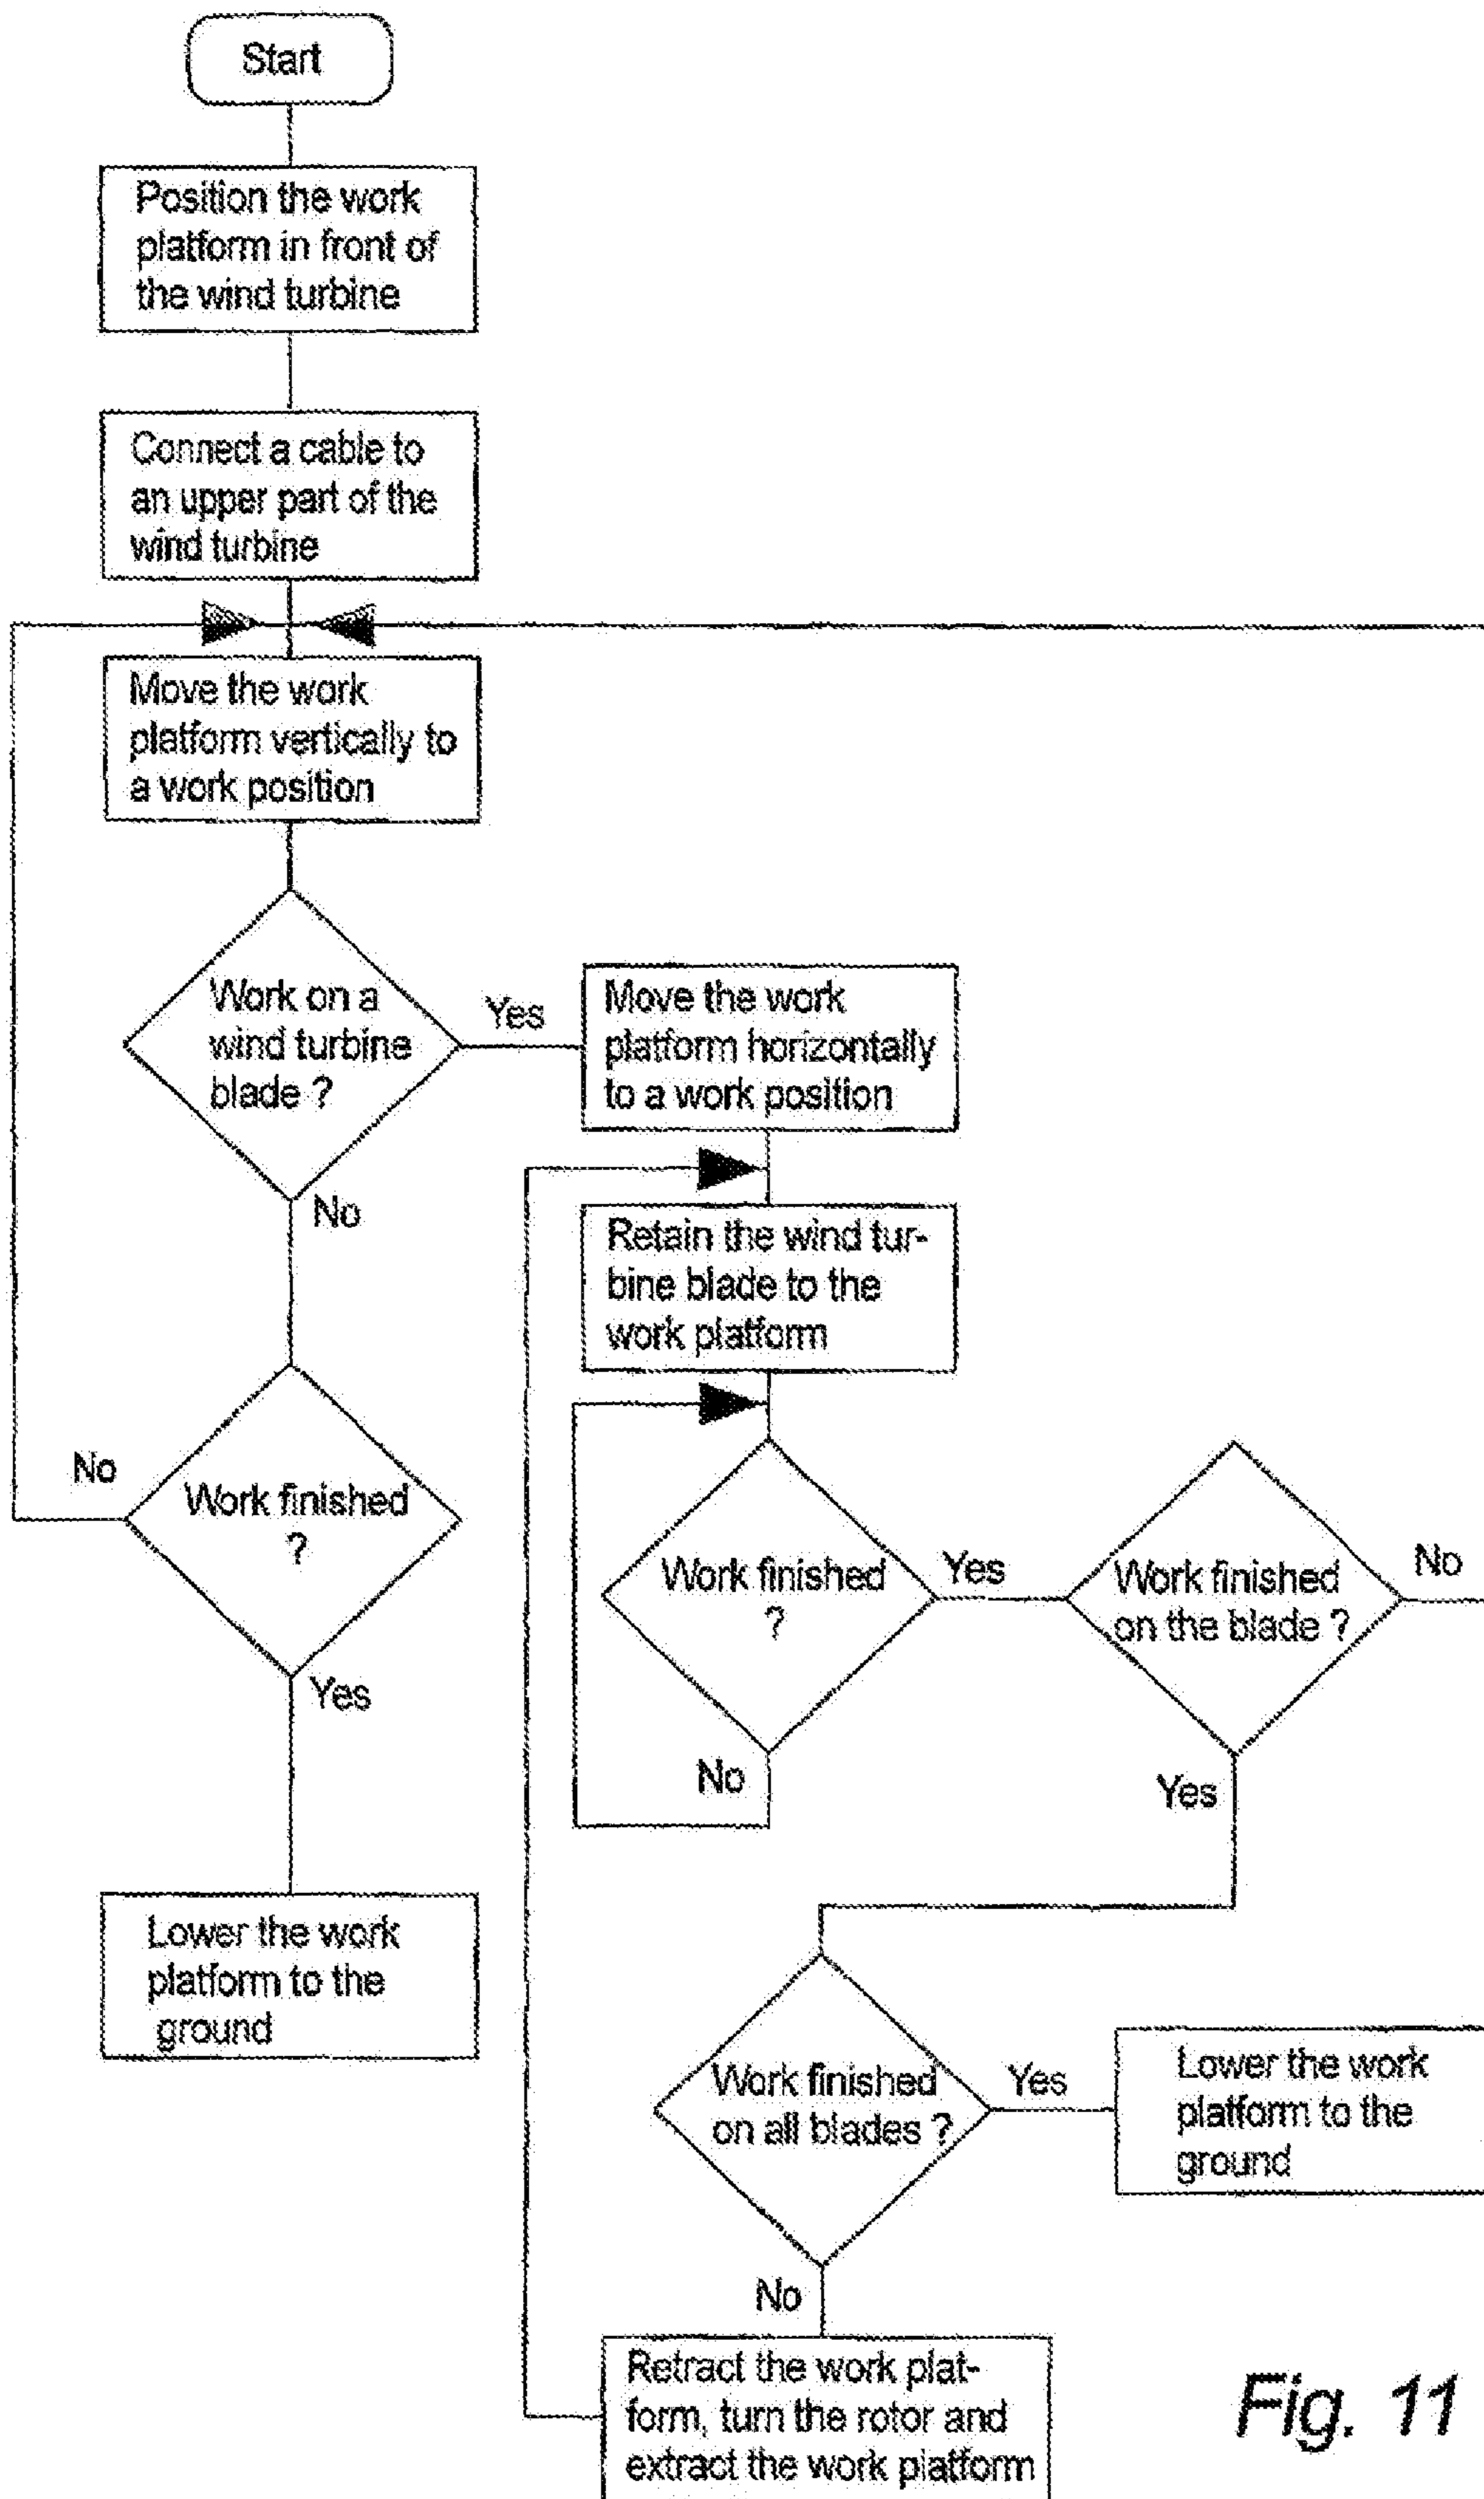 Start
Position the work
platform in front of
the wind turbine
Connect a cable to
an upper part of the
wind turbine
Move the work
platform vertically to
a work position
Work on a
wind turbine
blade ?
Yes
No
Move the work
platform horizontally
to a work position
Retain the wind tur-
bine blade to the
work platform
No
Work finished
?
Yes
Work finished
?
Yes
No
Work finished
on the blade ?
No
Yes
Lower the work
platform to the
ground
Work finished
on all blades ?
Yes
No
Lower the work
platform to the
ground
Retract the work plat-
form, turn the rotor and
extract the work platform
Fig. 11